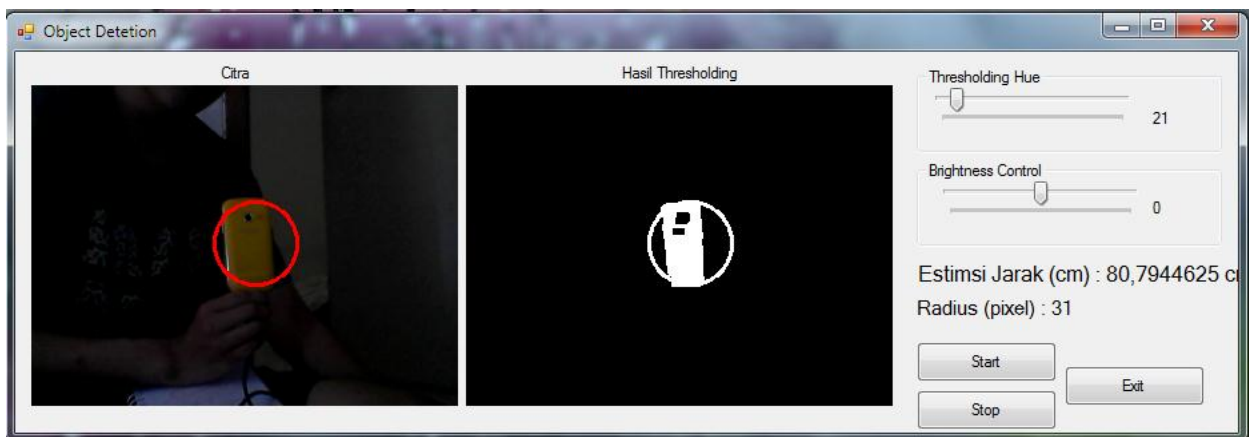 Object Detetion
Citra
Hasil Thresholding
Thresholding Hue
21
Brightness Control
0
Estimsi Jarak (cm) : 80,7944625 c
Radius (pixel) : 31
Start
Stop
Exit